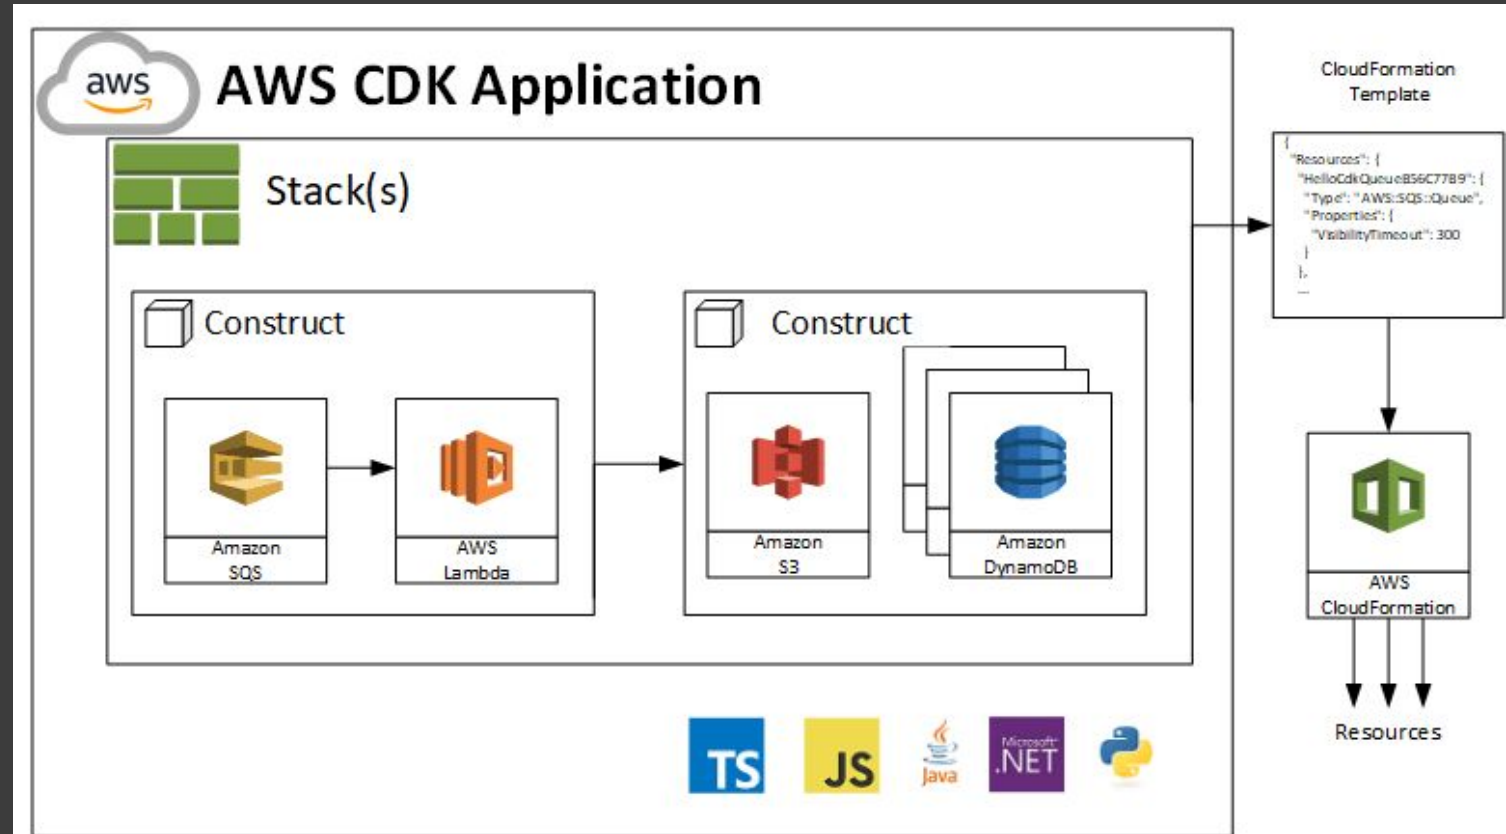 aws
AWS CDK Application
Stack(s)
Construct
Amazon
SQS
AWS
Lambda
Construct
Amazon
S3
Amazon
DynamoDB
TS
JS
Java
Microsoft
.NET
CloudFormation
Template
{
"Resources": {
"HelloCdkQueueB56C77B9": {
"Type": "AWS::SQS::Queue",
"Properties": {
"VisibilityTimeout": 300
}
},
...
AWS
CloudFormation
Resources